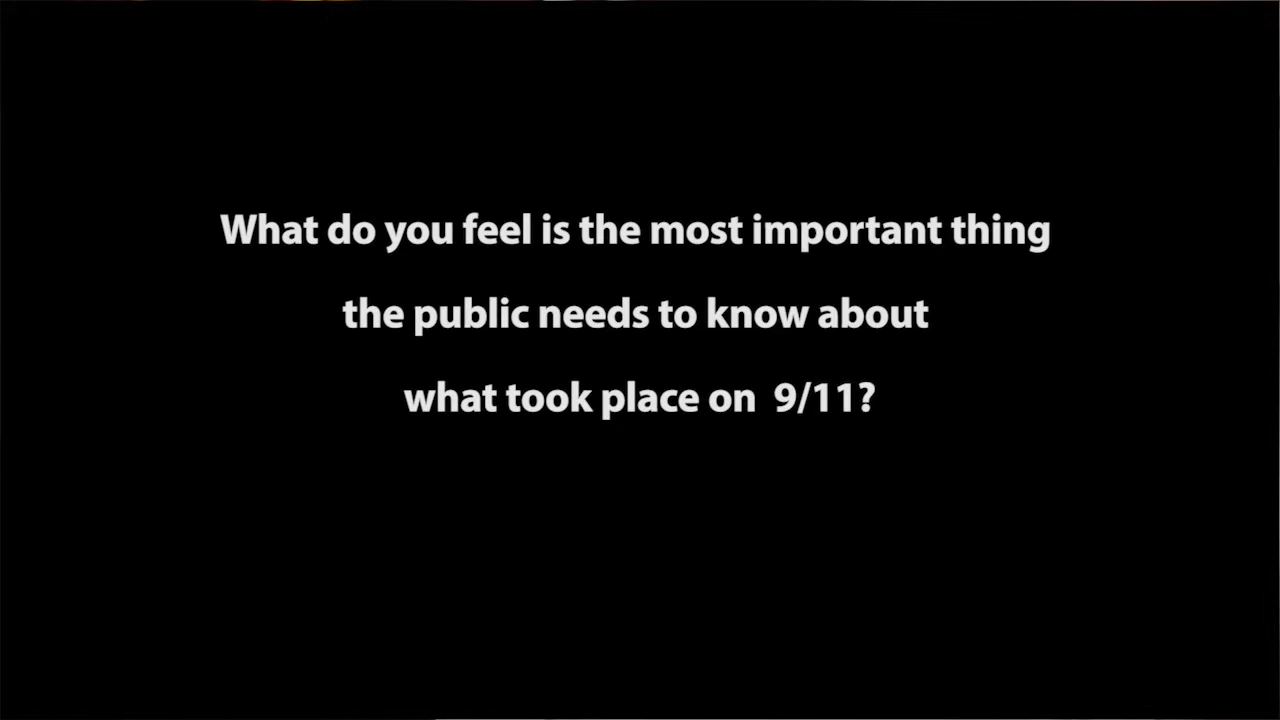 What do you feel is the most important thing
the public needs to know about
what took place on  9/11?